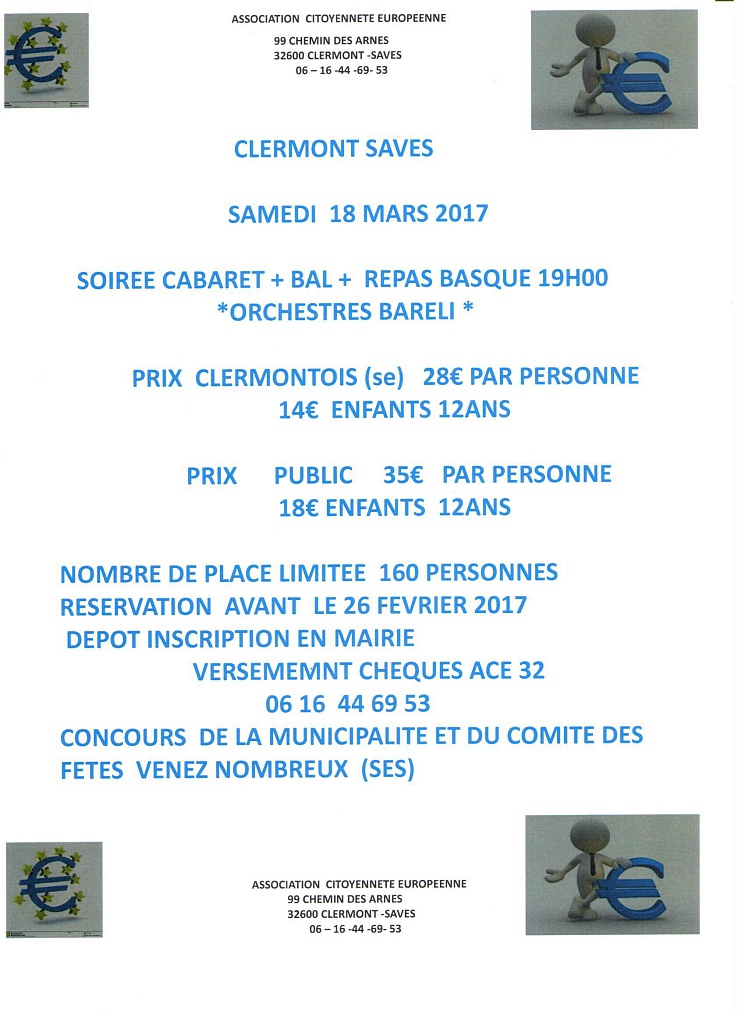 ASSOCIATION CITOYENNETE EUROPEENNE
99 CHEMIN DES ARNES
32600 CLERMONT -SAVES
06 – 16 -44 -69- 53
CLERMONT SAVES
SAMEDI 18 MARS 2017
SOIREE CABARET + BAL + REPAS BASQUE 19H00
*ORCHESTRES BARELI *
PRIX CLERMONTOIS (se) 28€ PAR PERSONNE
14€ ENFANTS 12ANS
PRIX PUBLIC 35€ PAR PERSONNE
18€ ENFANTS 12ANS
NOMBRE DE PLACE LIMITEE 160 PERSONNES
RESERVATION AVANT LE 26 FEVRIER 2017
DEPOT INSCRIPTION EN MAIRIE
VERSEMEMNT CHEQUES ACE 32
06 16 44 69 53
CONCOURS DE LA MUNICIPALITE ET DU COMITE DES
FETES VENEZ NOMBREUX (SES)
ASSOCIATION CITOYENNETE EUROPEENNE
99 CHEMIN DES ARNES
32600 CLERMONT -SAVES
06 – 16 -44 -69- 53